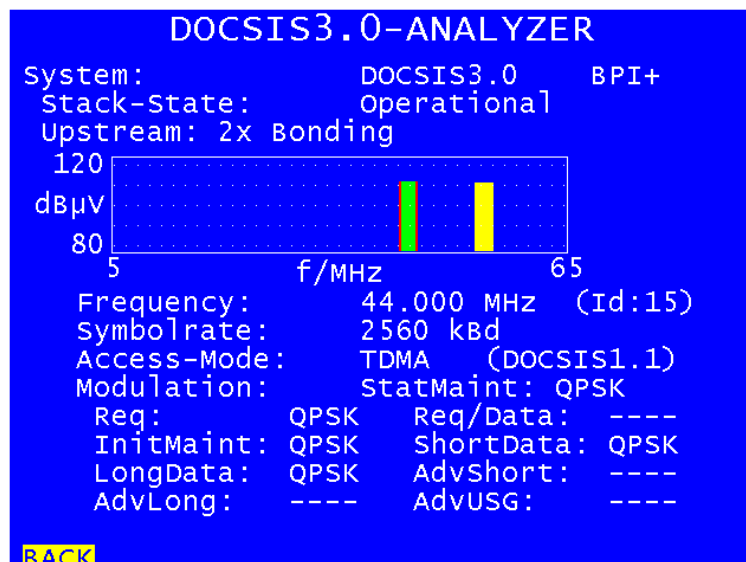 DOCSIS3.0-ANALYZER
System: DOCSIS3.0 BPI+
Stack-State: Operational
Upstream: 2x Bonding
120
dBµV
80
5 f/MHz 65
Frequency: 44.000 MHz (Id:15)
Symbolrate: 2560 kBd
Access-Mode: TDMA (DOCSIS1.1)
Modulation: StatMaint: QPSK
Req: QPSK Req/Data: ----
InitMaint: QPSK ShortData: QPSK
LongData: QPSK AdvShort: ----
AdvLong: ---- AdvUSG: ----
BACK